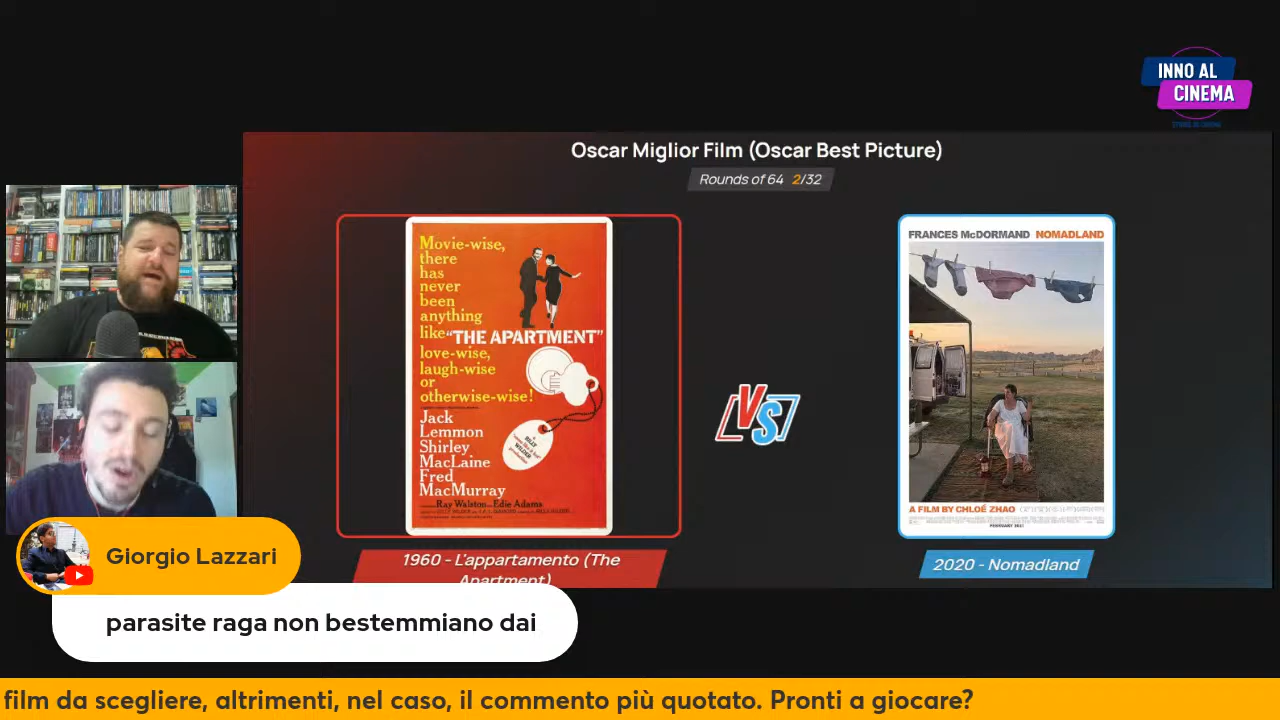 INNO AL
CINEMA
Oscar Miglior Film (Oscar Best Picture)
Rounds of 64 2/32
Movie-wise,
there
has
never
been
anything
like "THE APARTMENT"
love-wise,
laugh-wise
or
otherwise-wise!
Jack
Lemmon
Shirley
MacLaine
Fred
MacMurray
Ray Walston and Edie Adams
VS
FRANCES McDORMAND NOMADLAND
A FILM BY CHLOÉ ZHAO
1960 - L'appartamento (The
Apartment)
2020 - Nomadland
Giorgio Lazzari
parasite raga non bestemmiano dai
film da scegliere, altrimenti, nel caso, il commento più quotato. Pronti a giocare?